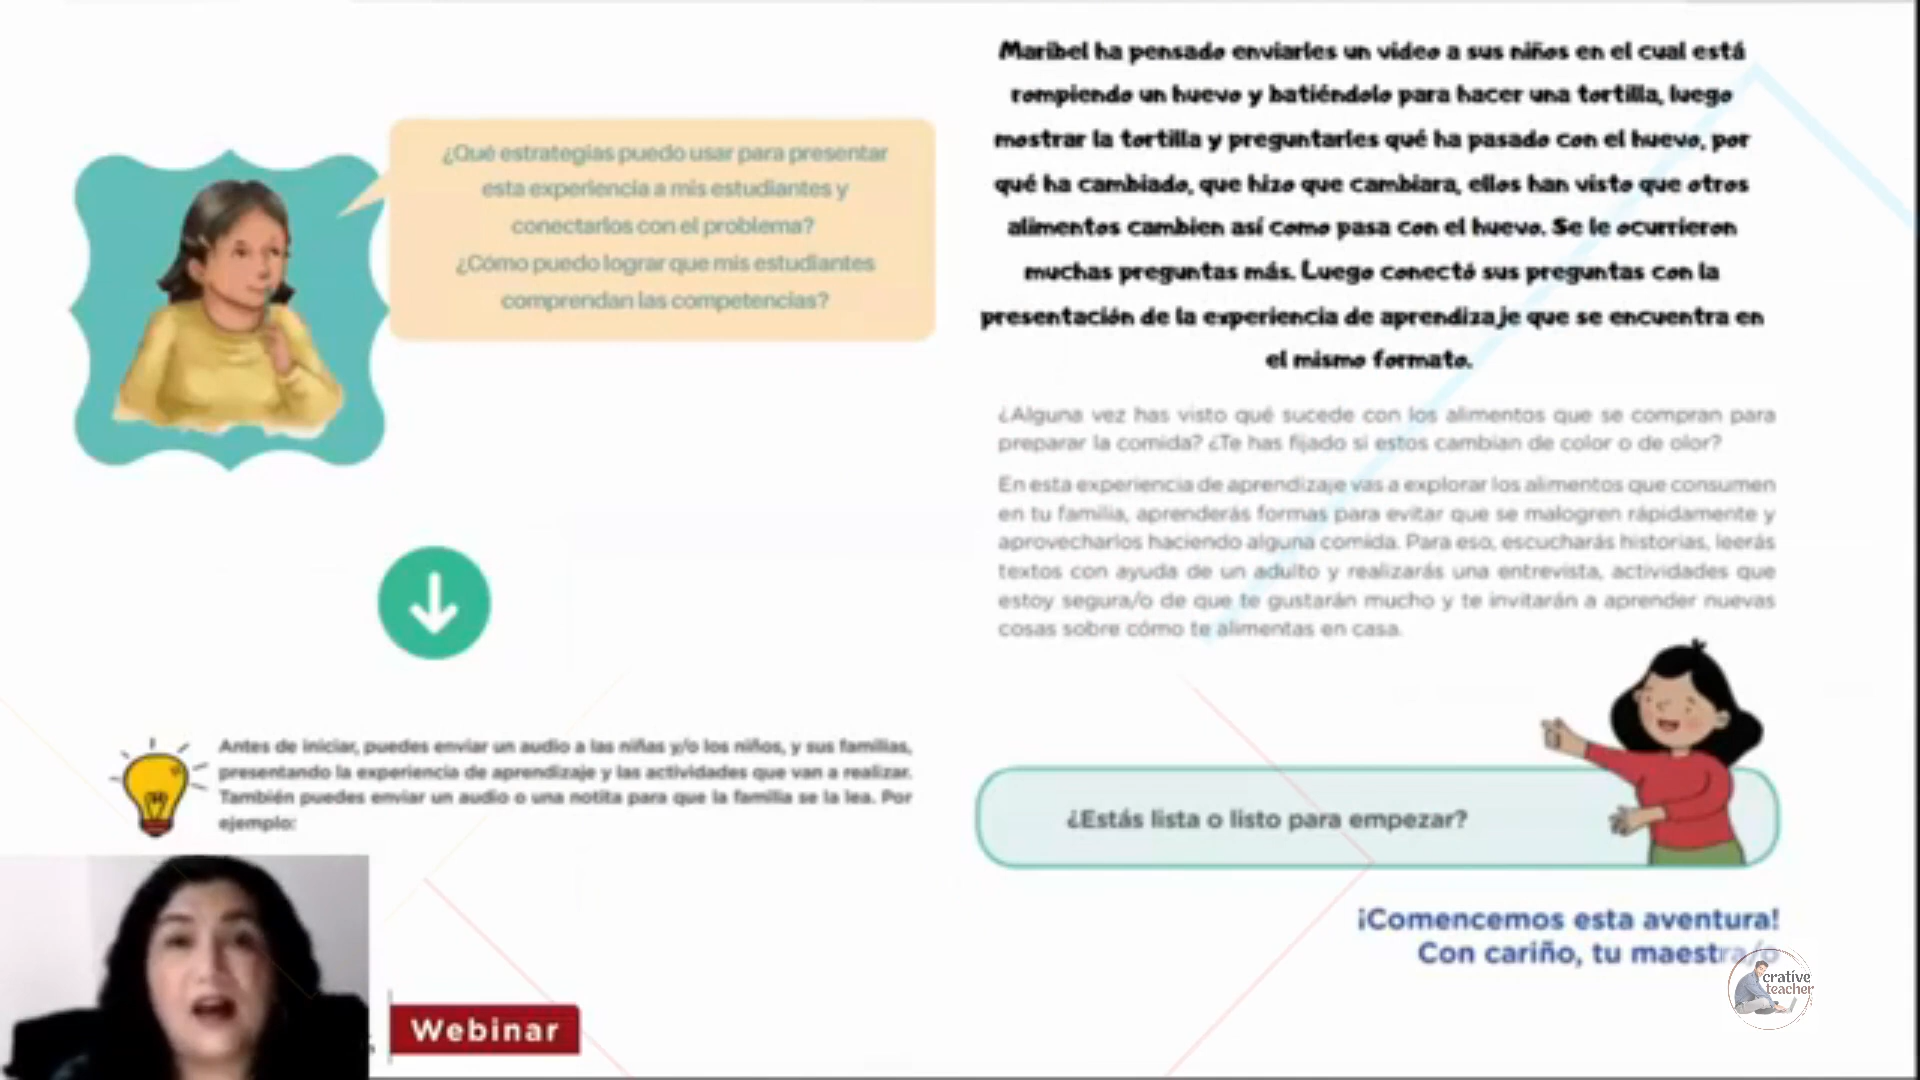 ¿Qué estrategias puedo usar para presentar
esta experiencia a mis estudiantes y
conectarlos con el problema?
¿Cómo puedo lograr que mis estudiantes
comprendan las competencias?
Antes de iniciar, puedes enviar un audio a las niñas y/o los niños, y sus familias,
presentando la experiencia de aprendizaje y las actividades que van a realizar.
También puedes enviar un audio o una notita para que la familia se la lea. Por
ejemplo:
Webinar
Maribel ha pensado enviarles un video a sus niños en el cual está
rompiendo un huevo y batiéndolo para hacer una tortilla, luego
mostrar la tortilla y preguntarles qué ha pasado con el huevo, por
qué ha cambiado, que hizo que cambiara, ellos han visto que otros
alimentos cambien así como pasa con el huevo. Se le ocurrieron
muchas preguntas más. Luego conectó sus preguntas con la
presentación de la experiencia de aprendizaje que se encuentra en
el mismo formato.
¿Alguna vez has visto qué sucede con los alimentos que se compran para
preparar la comida? ¿Te has fijado si estos cambian de color o de olor?
En esta experiencia de aprendizaje vas a explorar los alimentos que consumen
en tu familia, aprenderás formas para evitar que se malogren rápidamente y
aprovecharlos haciendo alguna comida. Para eso, escucharás historias, leerás
textos con ayuda de un adulto y realizarás una entrevista, actividades que
estoy segura/o de que te gustarán mucho y te invitarán a aprender nuevas
cosas sobre cómo te alimentas en casa.
¿Estás lista o listo para empezar?
¡Comencemos esta aventura!
Con cariño, tu maestra/o
crative
teacher